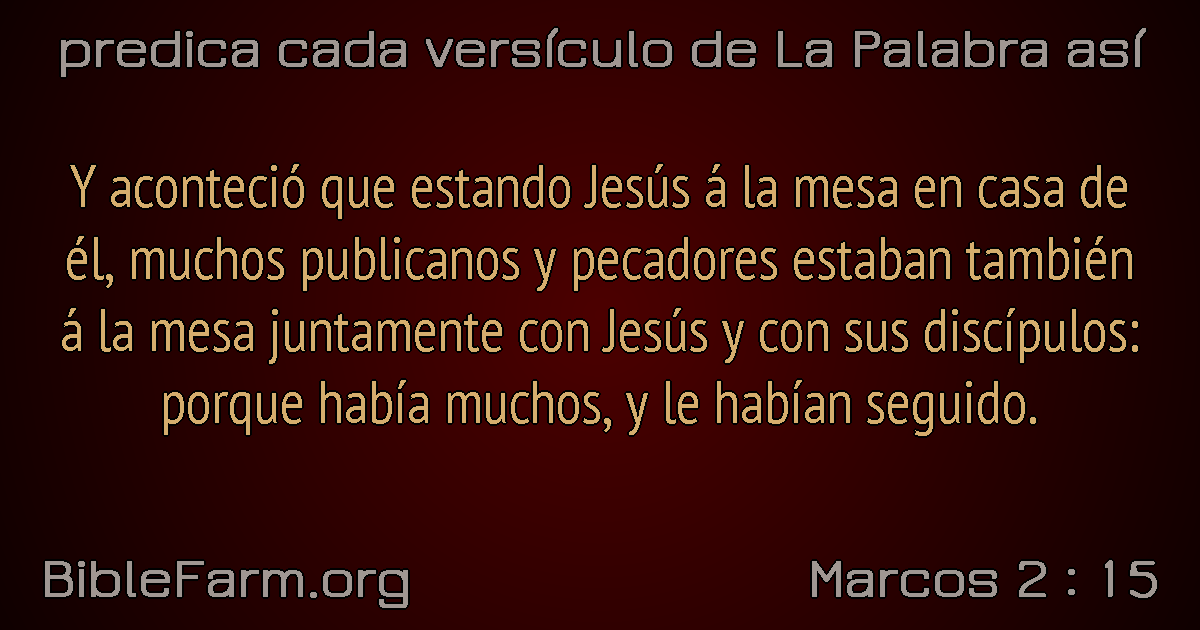 predica cada versículo de La Palabra así
Y aconteció que estando Jesús á la mesa en casa de
él, muchos publicanos y pecadores estaban también
á la mesa juntamente con Jesús y con sus discípulos:
porque había muchos, y le habían seguido.
BibleFarm.org
Marcos 2 : 15